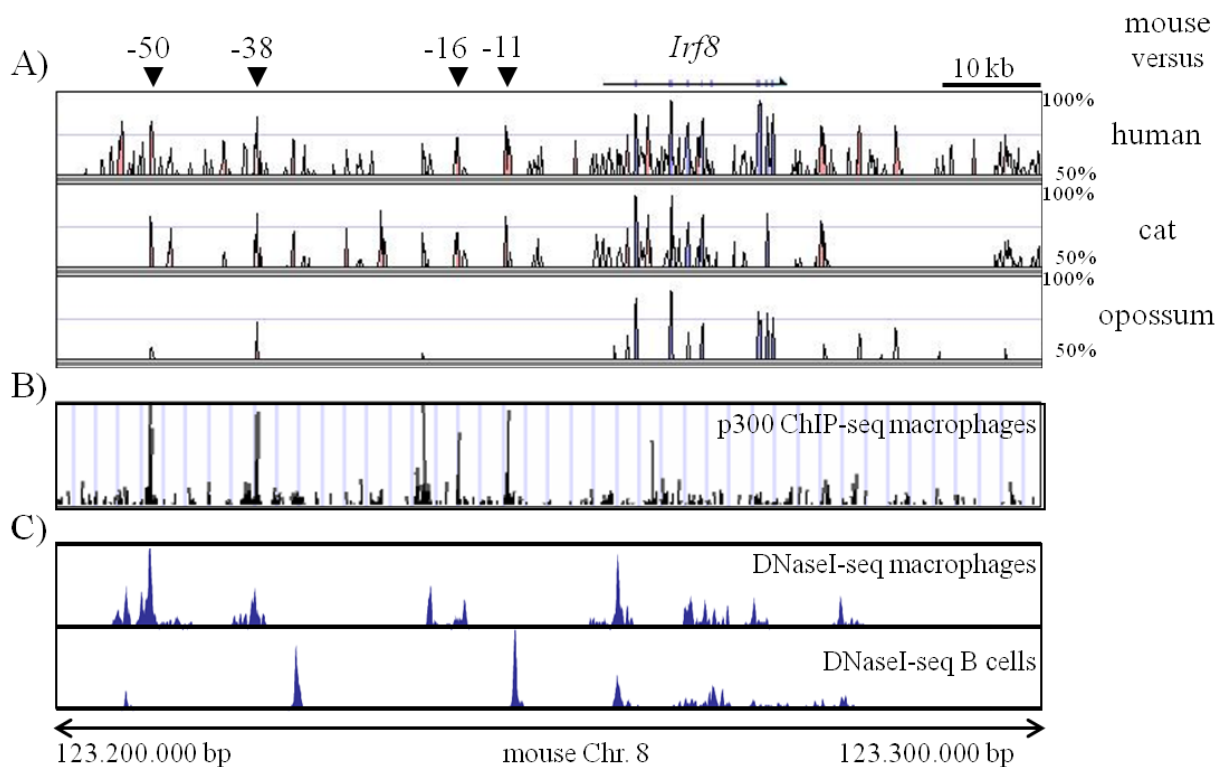 mouse
versus
-50 -38 -16 -11 Irf8
A)
10 kb
100%
human
50%
100%
cat
50%
100%
opossum
50%
B)
p300 ChIP-seq macrophages
C)
DNaseI-seq macrophages
DNaseI-seq B cells
123.200.000 bp mouse Chr. 8 123.300.000 bp